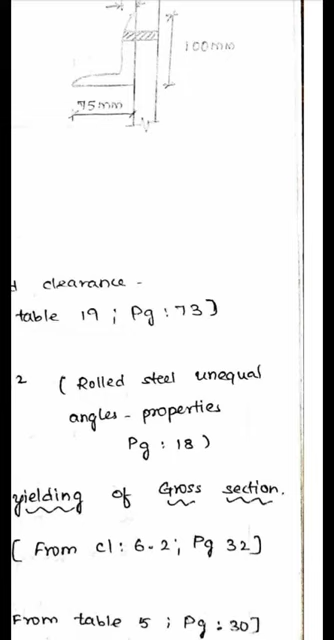 100mm
75mm
d clearance -
table 19 ; Pg : 73]
2 ( Rolled steel unequal
angles - properties
Pg : 18 )
yielding of Gross section.
[ From cl : 6-2 ; Pg 32 ]
From table 5 ; Pg : 30]